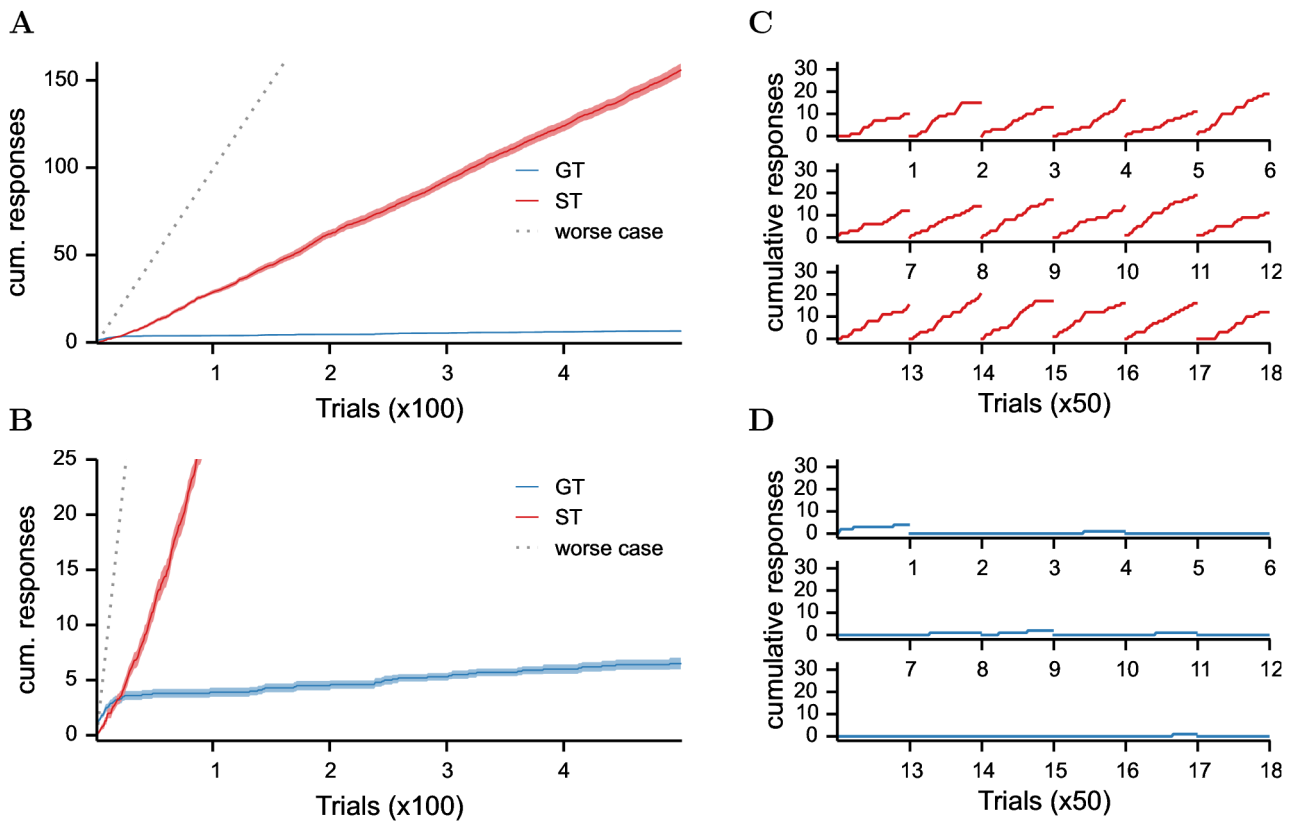 A
cum. responses
150
100
50
0
GT
ST
worse case
1 2 3 4
Trials (x100)
B
cum. responses
25
20
15
10
5
0
GT
ST
worse case
1 2 3 4
Trials (x100)
C
cumulative responses
30
20
10
0
1 2 3 4 5 6
30
20
10
0
7 8 9 10 11 12
30
20
10
0
13 14 15 16 17 18
Trials (x50)
D
cumulative responses
30
20
10
0
1 2 3 4 5 6
30
20
10
0
7 8 9 10 11 12
30
20
10
0
13 14 15 16 17 18
Trials (x50)